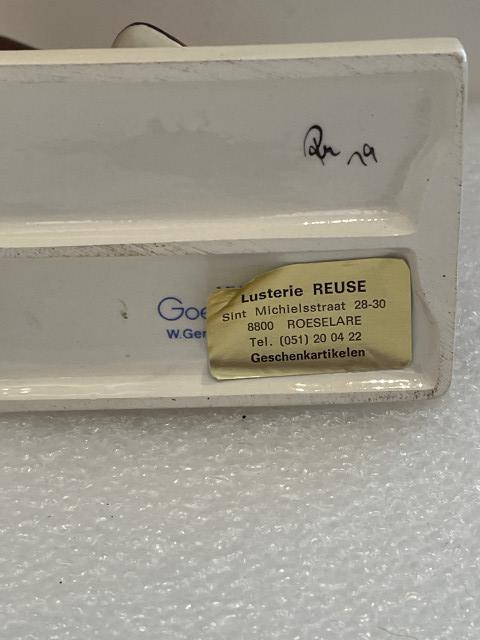 Goe
W.Ger
Lusterie REUSE
Sint Michielsstraat 28-30
8800 ROESELARE
Tel. (051) 20 04 22
Geschenkartikelen